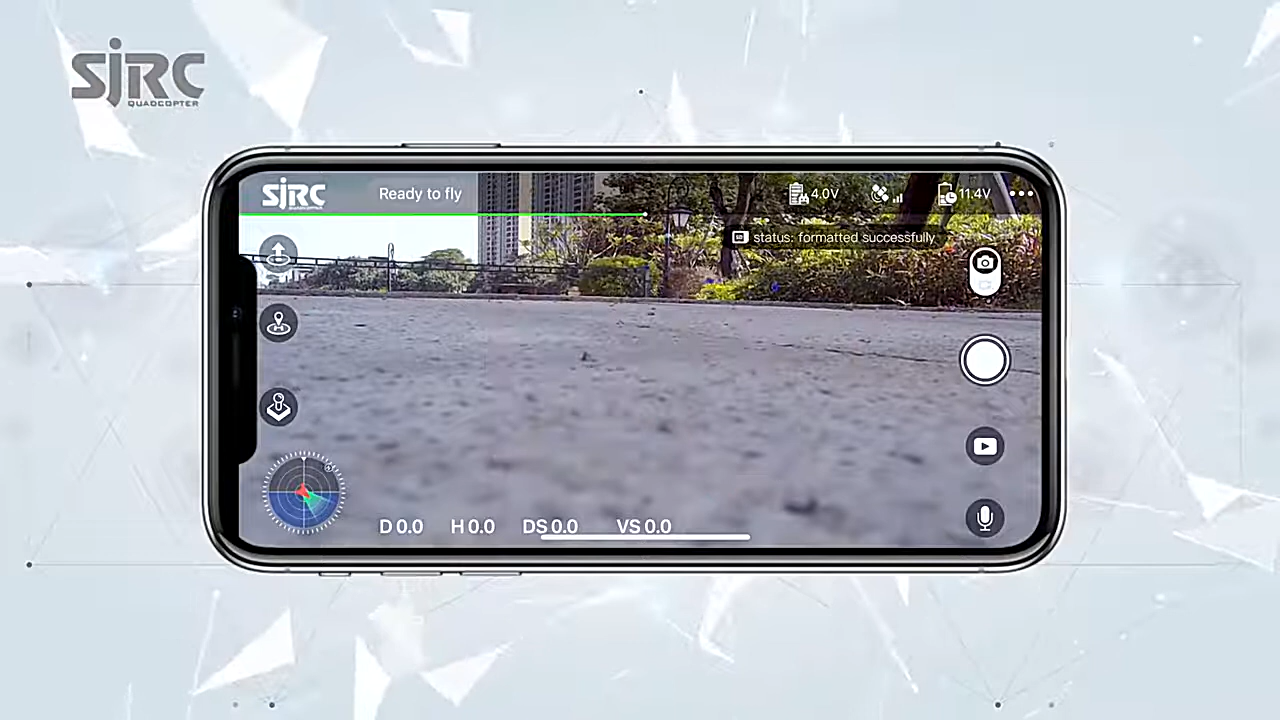 SJRC
QUADCOPTER
SJRC
Ready to fly
4.0V
11.4V
status: formatted successfully
D 0.0 H 0.0 DS 0.0 VS 0.0